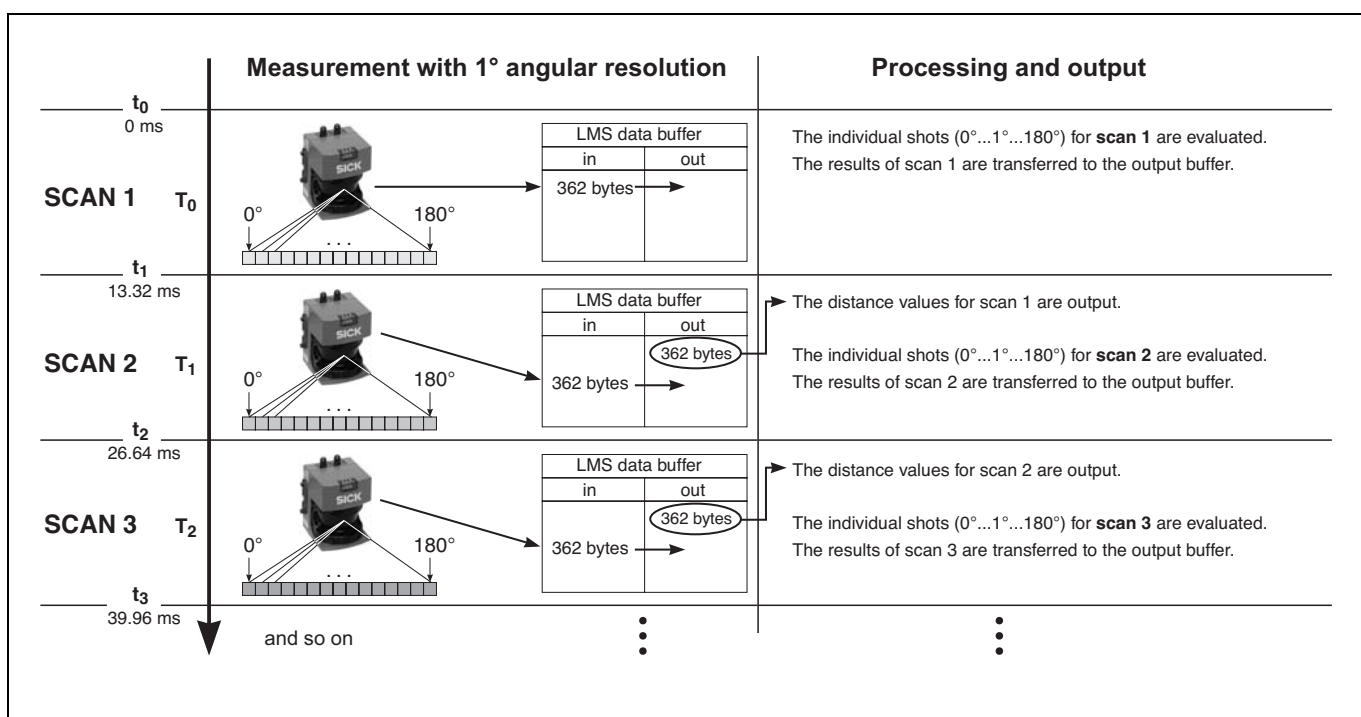 Measurement with 1° angular resolution
Processing and output
t0
0 ms
SCAN 1 T0
SICK
0°
180°
. . .
LMS data buffer
in out
362 bytes
The individual shots (0°...1°...180°) for scan 1 are evaluated.
The results of scan 1 are transferred to the output buffer.
t1
13.32 ms
SCAN 2 T1
SICK
0°
180°
. . .
LMS data buffer
in out
362 bytes
362 bytes
The distance values for scan 1 are output.
The individual shots (0°...1°...180°) for scan 2 are evaluated.
The results of scan 2 are transferred to the output buffer.
t2
26.64 ms
SCAN 3 T2
SICK
0°
180°
. . .
LMS data buffer
in out
362 bytes
362 bytes
The distance values for scan 2 are output.
The individual shots (0°...1°...180°) for scan 3 are evaluated.
The results of scan 3 are transferred to the output buffer.
t3
39.96 ms
and so on